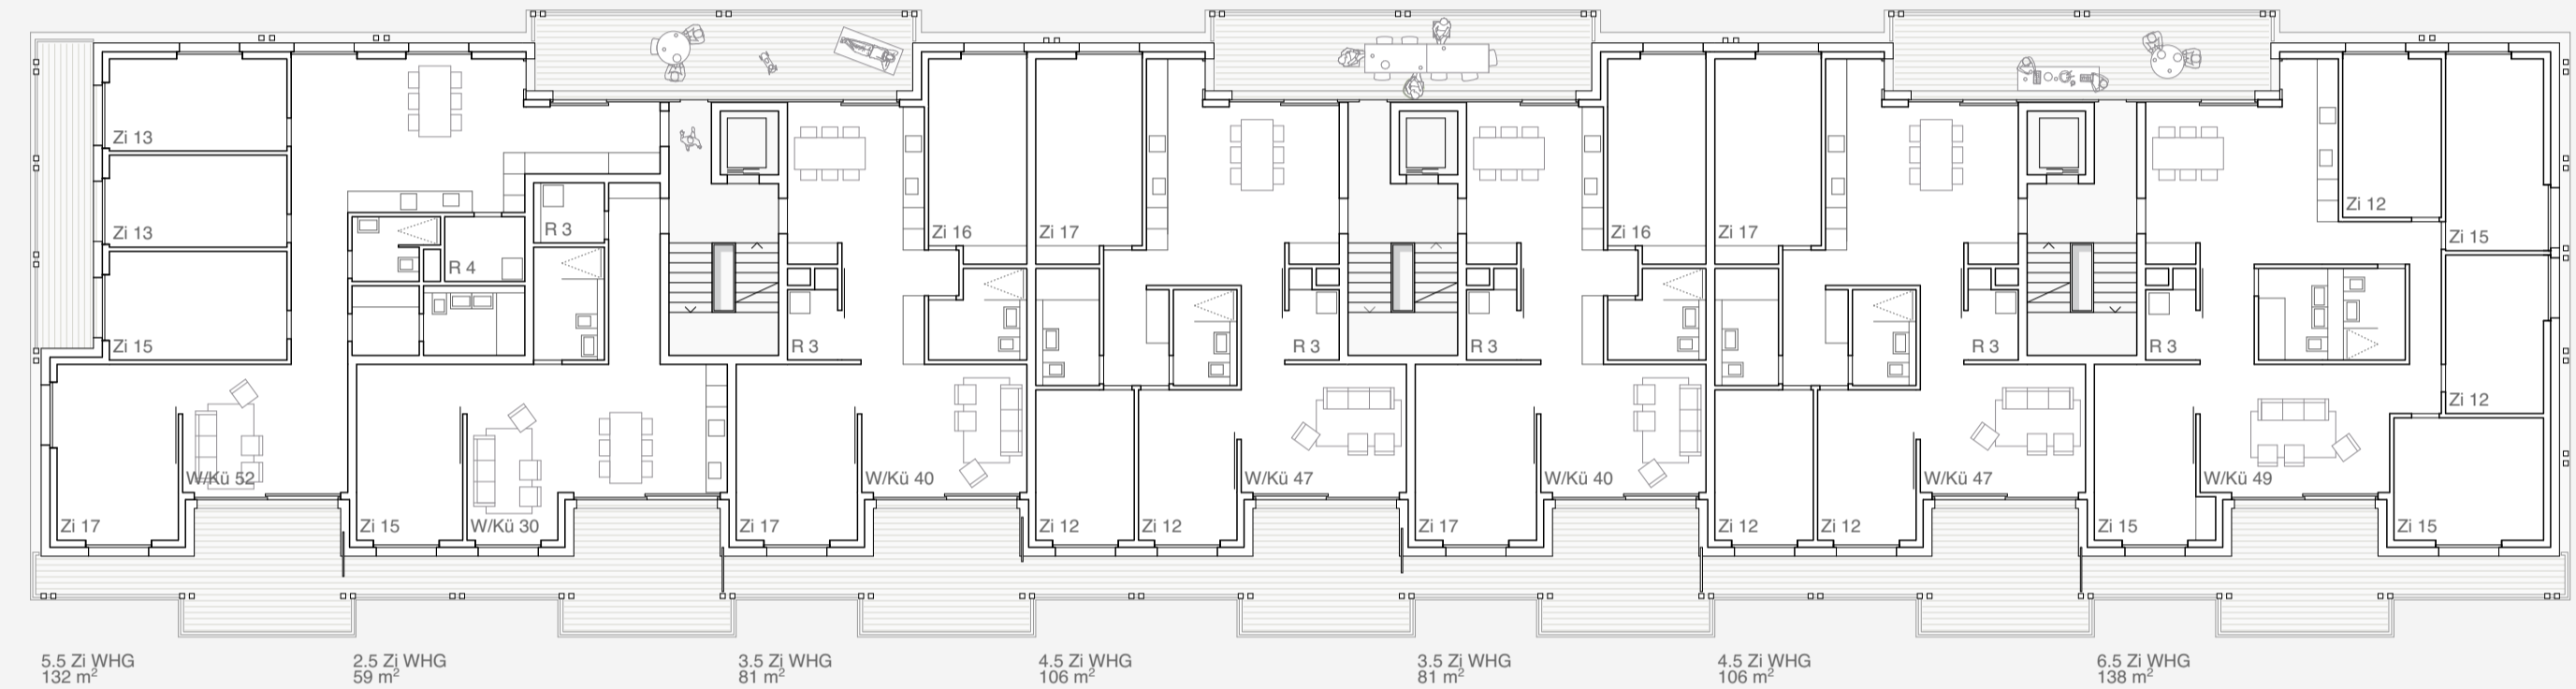 Zi 13
Zi 13
Zi 15
Zi 17
W/Kü 52
R 4
R 3
Zi 15
W/Kü 30
R 3
Zi 17
W/Kü 40
Zi 16
Zi 17
Zi 12
Zi 12
W/Kü 47
R 3
R 3
Zi 17
W/Kü 40
Zi 16
Zi 17
Zi 12
Zi 12
W/Kü 47
R 3
R 3
Zi 15
W/Kü 49
Zi 12
Zi 15
Zi 12
Zi 15
5.5 Zi WHG
132 m²
2.5 Zi WHG
59 m²
3.5 Zi WHG
81 m²
4.5 Zi WHG
106 m²
3.5 Zi WHG
81 m²
4.5 Zi WHG
106 m²
6.5 Zi WHG
138 m²